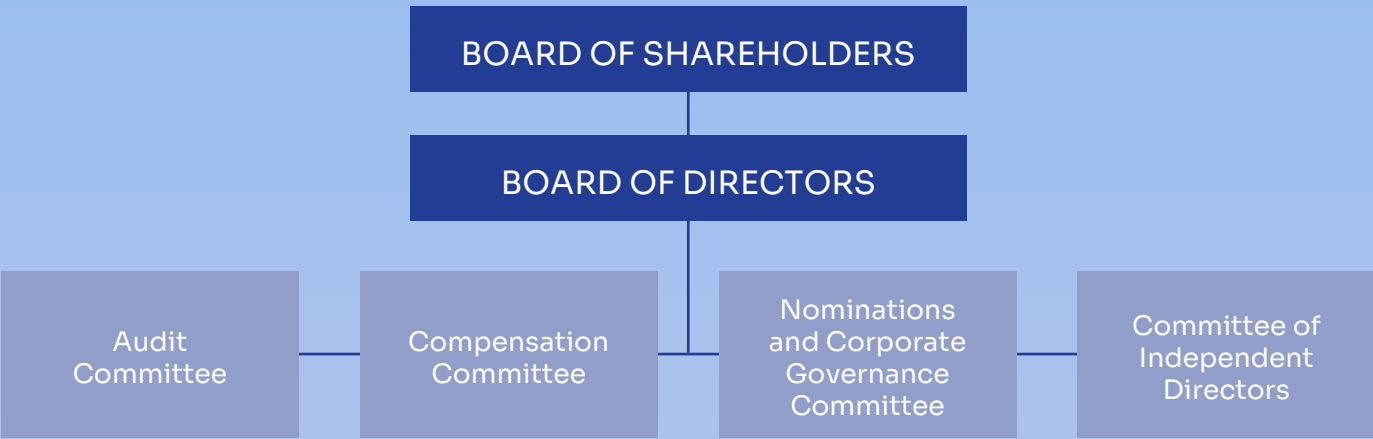 BOARD OF SHAREHOLDERS
BOARD OF DIRECTORS
Audit
Committee
Compensation
Committee
Nominations
and Corporate
Governance
Committee
Committee of
Independent
Directors